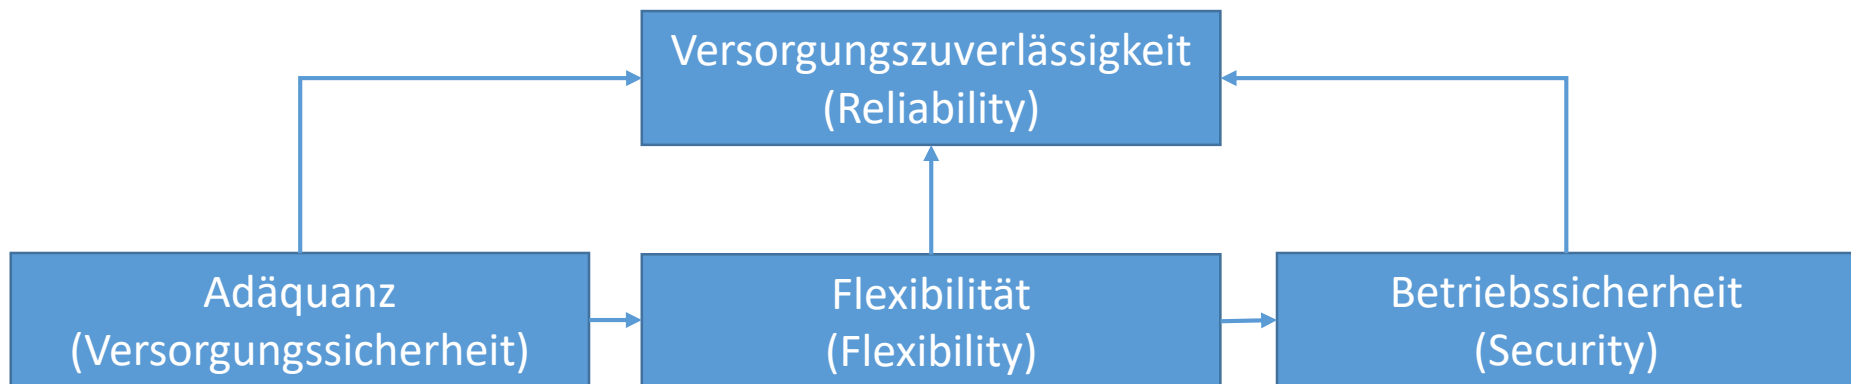 Versorgungszuverlässigkeit
(Reliability)
Adäquanz
(Versorgungssicherheit)
Flexibilität
(Flexibility)
Betriebssicherheit
(Security)